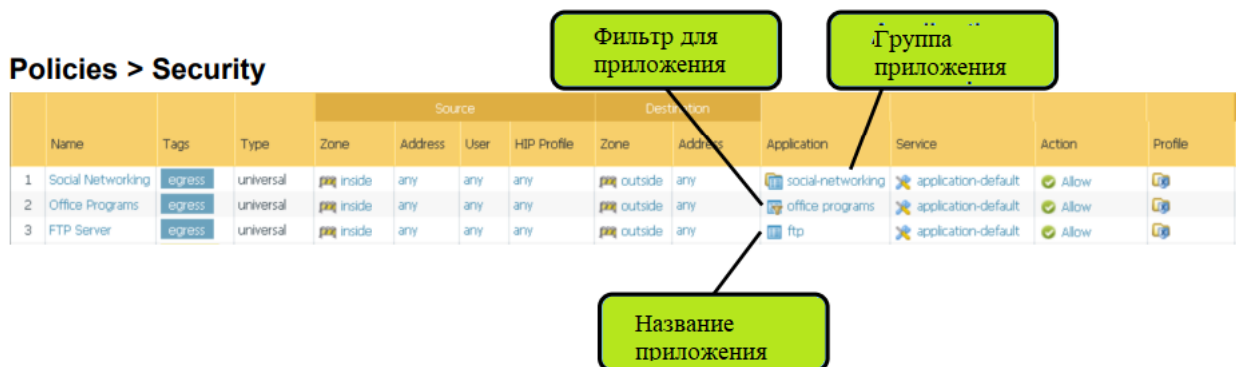 Фильтр для
приложения
Группа
приложения
Policies > Security
Source
Destination
Name Tags Type Zone Address User HIP Profile Zone Address Application Service Action Profile
1 Social Networking egress universal inside any any any outside any social-networking application-default Allow
2 Office Programs egress universal inside any any any outside any office programs application-default Allow
3 FTP Server egress universal inside any any any outside any ftp application-default Allow
Название
приложения